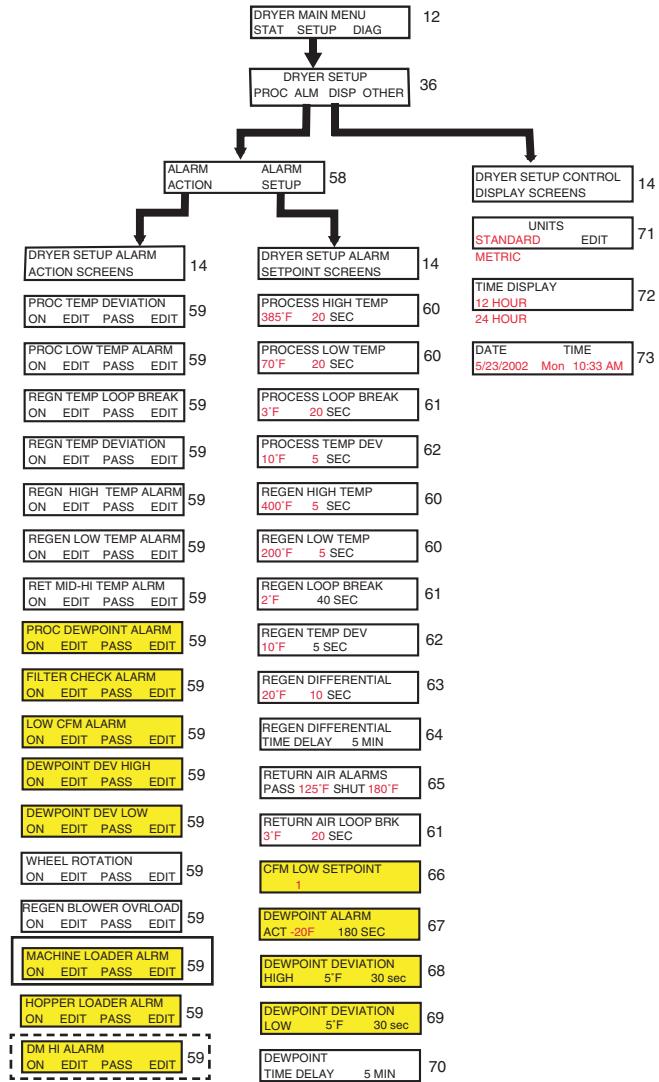 DRYER MAIN MENU
STAT SETUP DIAG
12
DRYER SETUP
PROC ALM DISP OTHER
36
ALARM ALARM
ACTION SETUP
58
DRYER SETUP ALARM
ACTION SCREENS
14
PROC TEMP DEVIATION
ON EDIT PASS EDIT
59
PROC LOW TEMP ALARM
ON EDIT PASS EDIT
59
REGN TEMP LOOP BREAK
ON EDIT PASS EDIT
59
REGN TEMP DEVIATION
ON EDIT PASS EDIT
59
REGN HIGH TEMP ALARM
ON EDIT PASS EDIT
59
REGEN LOW TEMP ALARM
ON EDIT PASS EDIT
59
RET MID-HI TEMP ALRM
ON EDIT PASS EDIT
59
PROC DEWPOINT ALARM
ON EDIT PASS EDIT
59
FILTER CHECK ALARM
ON EDIT PASS EDIT
59
LOW CFM ALARM
ON EDIT PASS EDIT
59
DEWPOINT DEV HIGH
ON EDIT PASS EDIT
59
DEWPOINT DEV LOW
ON EDIT PASS EDIT
59
WHEEL ROTATION
ON EDIT PASS EDIT
59
REGEN BLOWER OVRLOAD
ON EDIT PASS EDIT
59
MACHINE LOADER ALRM
ON EDIT PASS EDIT
59
HOPPER LOADER ALRM
ON EDIT PASS EDIT
59
DM HI ALARM
ON EDIT PASS EDIT
59
DRYER SETUP ALARM
SETPOINT SCREENS
14
PROCESS HIGH TEMP
385°F 20 SEC
60
PROCESS LOW TEMP
70°F 20 SEC
60
PROCESS LOOP BREAK
3°F 20 SEC
61
PROCESS TEMP DEV
10°F 5 SEC
62
REGEN HIGH TEMP
400°F 5 SEC
60
REGEN LOW TEMP
200°F 5 SEC
60
REGEN LOOP BREAK
2°F 40 SEC
61
REGEN TEMP DEV
10°F 5 SEC
62
REGEN DIFFERENTIAL
20°F 10 SEC
63
REGEN DIFFERENTIAL
TIME DELAY 5 MIN
64
RETURN AIR ALARMS
PASS 125°F SHUT 180°F
65
RETURN AIR LOOP BRK
3°F 20 SEC
61
CFM LOW SETPOINT
1
66
DEWPOINT ALARM
ACT -20F 180 SEC
67
DEWPOINT DEVIATION
HIGH 5°F 30 sec
68
DEWPOINT DEVIATION
LOW 5°F 30 sec
69
DEWPOINT
TIME DELAY 5 MIN
70
DRYER SETUP CONTROL
DISPLAY SCREENS
14
UNITS
STANDARD EDIT
71
METRIC
TIME DISPLAY
12 HOUR
72
24 HOUR
DATE TIME
5/23/2002 Mon 10:33 AM
73